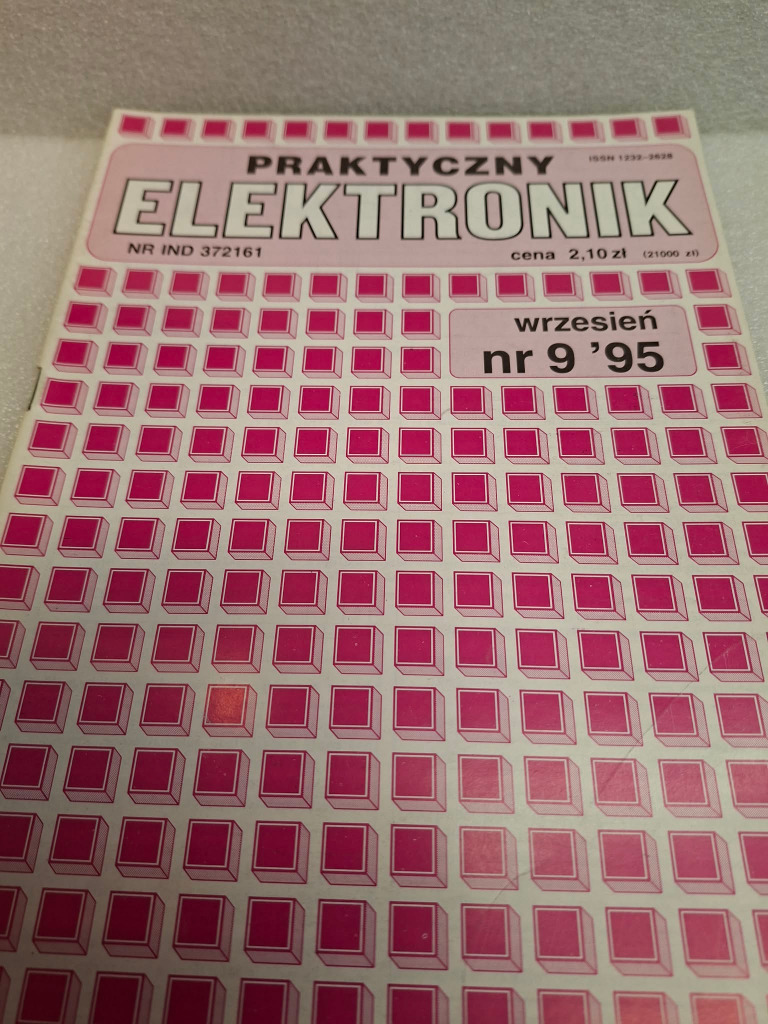 PRAKTYCZNY
ISSN 1232-2628
ELEKTRONIK
NR IND 372161
cena 2,10 zł (21000 zł)
wrzesień
nr 9 '95